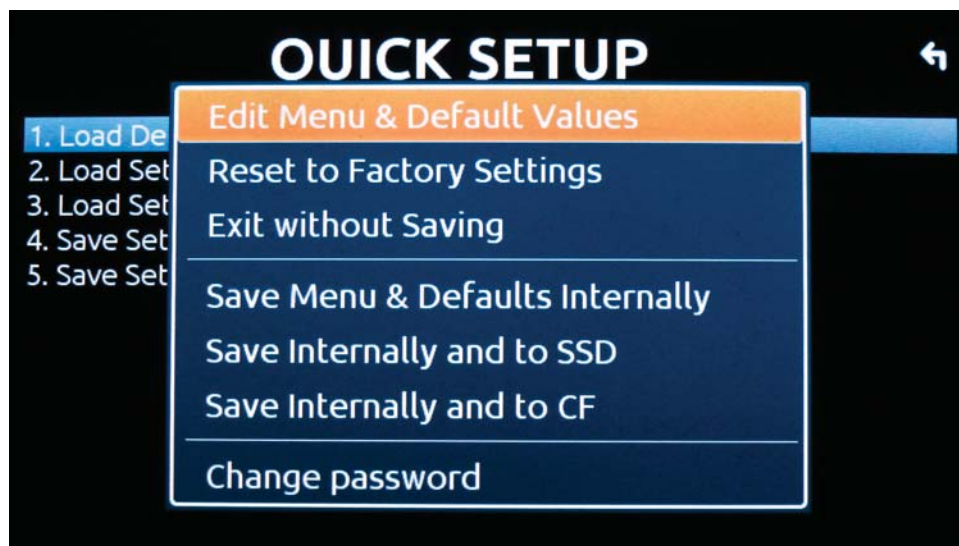 OUICK SETUP
1. Load De
2. Load Set
3. Load Set
4. Save Set
5. Save Set
Edit Menu & Default Values
Reset to Factory Settings
Exit without Saving
Save Menu & Defaults Internally
Save Internally and to SSD
Save Internally and to CF
Change password